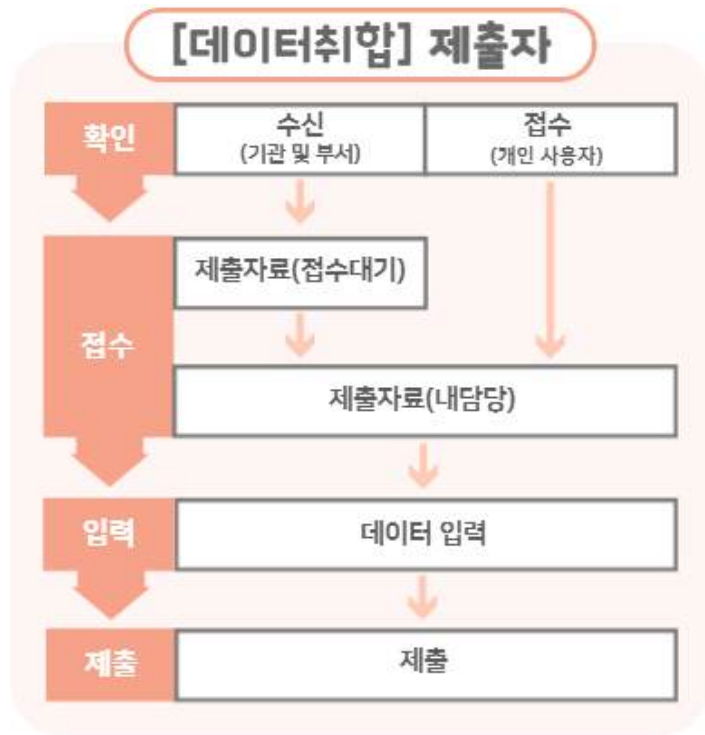 [데이터취합] 제출자
확인
수신
(기관 및 부서)
접수
(개인 사용자)
접수
제출자료(접수대기)
제출자료(내담당)
입력
데이터 입력
제출
제출